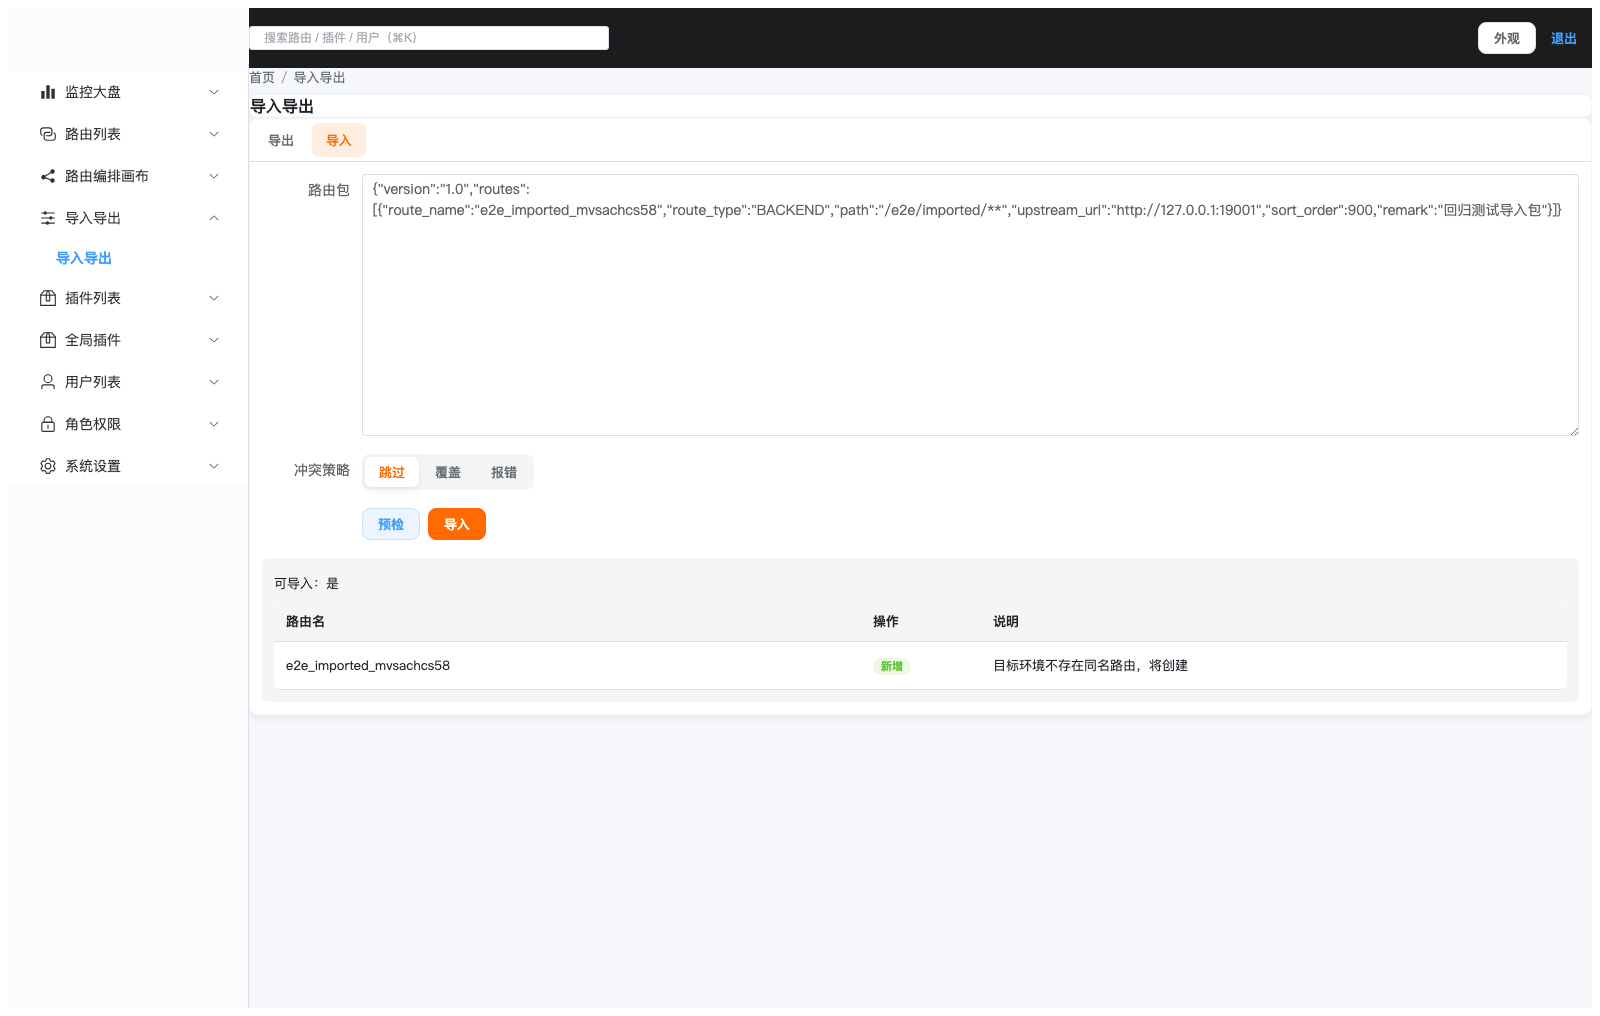 搜索路由 / 插件 / 用户（⌘K）
外观
退出
监控大盘
路由列表
路由编排画布
导入导出
导入导出
插件列表
全局插件
用户列表
角色权限
系统设置
首页 / 导入导出
导入导出
导出
导入
路由包
{"version":"1.0","routes":
[{"route_name":"e2e_imported_mvsachcs58","route_type":"BACKEND","path":"/e2e/imported/**","upstream_url":"http://127.0.0.1:19001","sort_order":900,"remark":"回归测试导入包"}]}
冲突策略
跳过
覆盖
报错
预检
导入
可导入：是
路由名 操作 说明
e2e_imported_mvsachcs58 新增 目标环境不存在同名路由，将创建